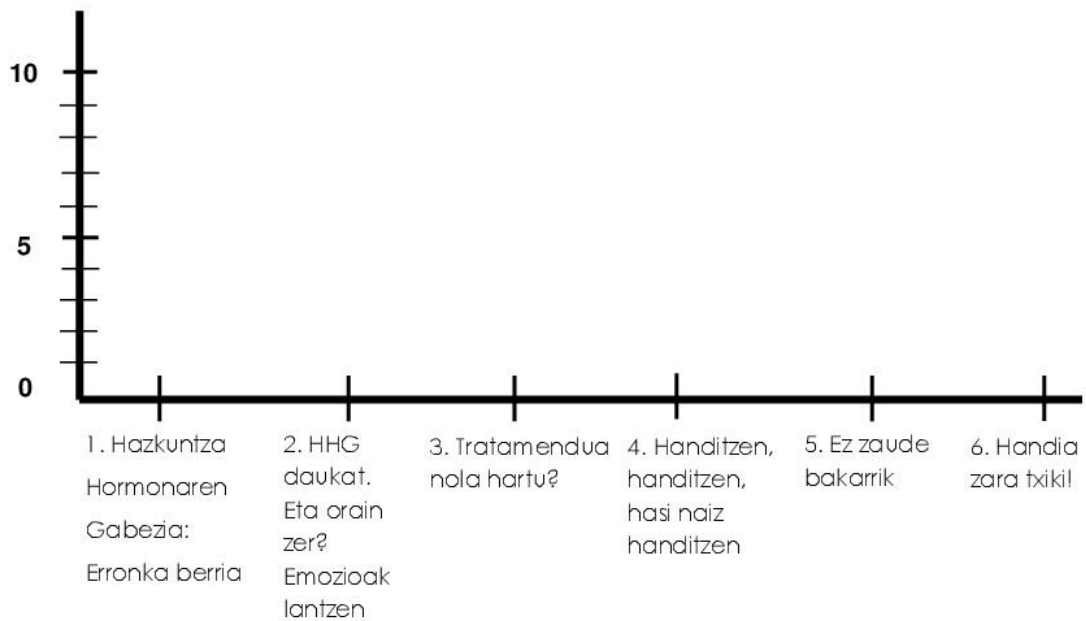 10
5
0
1. Hazkuntza
Hormonaren
Gabezia:
Erronka berria
2. HHG
daukat.
Eta orain
zer?
Emozioak
lantzen
3. Tratamendua
nola hartu?
4. Handitzen,
handitzen,
hasi naiz
handitzen
5. Ez zaude
bakarrik
6. Handia
zara txiki!